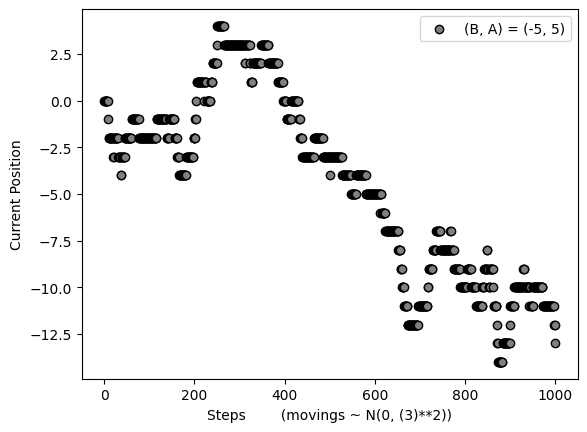 (B, A) = (-5, 5)
Current Position
2.5
0.0
−2.5
−5.0
−7.5
−10.0
−12.5
0 200 400 600 800 1000
Steps        (movings ~ N(0, (3)**2))